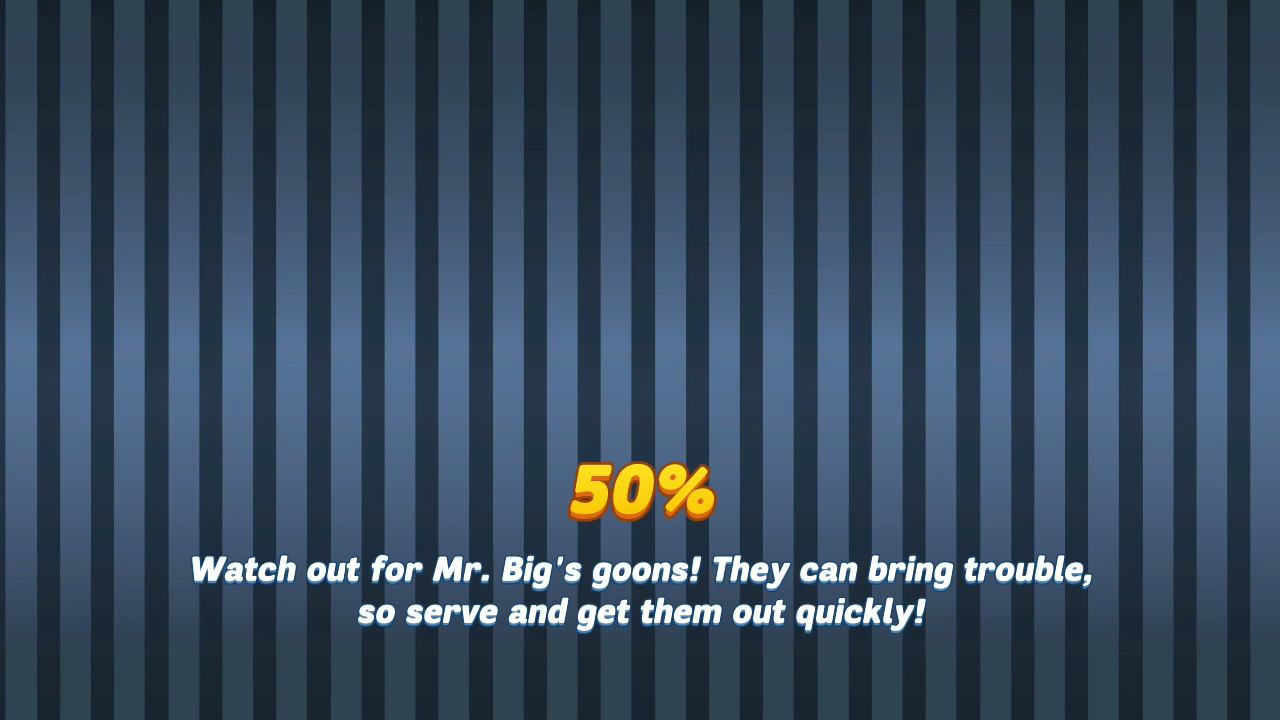 50%
Watch out for Mr. Big's goons! They can bring trouble,
so serve and get them out quickly!